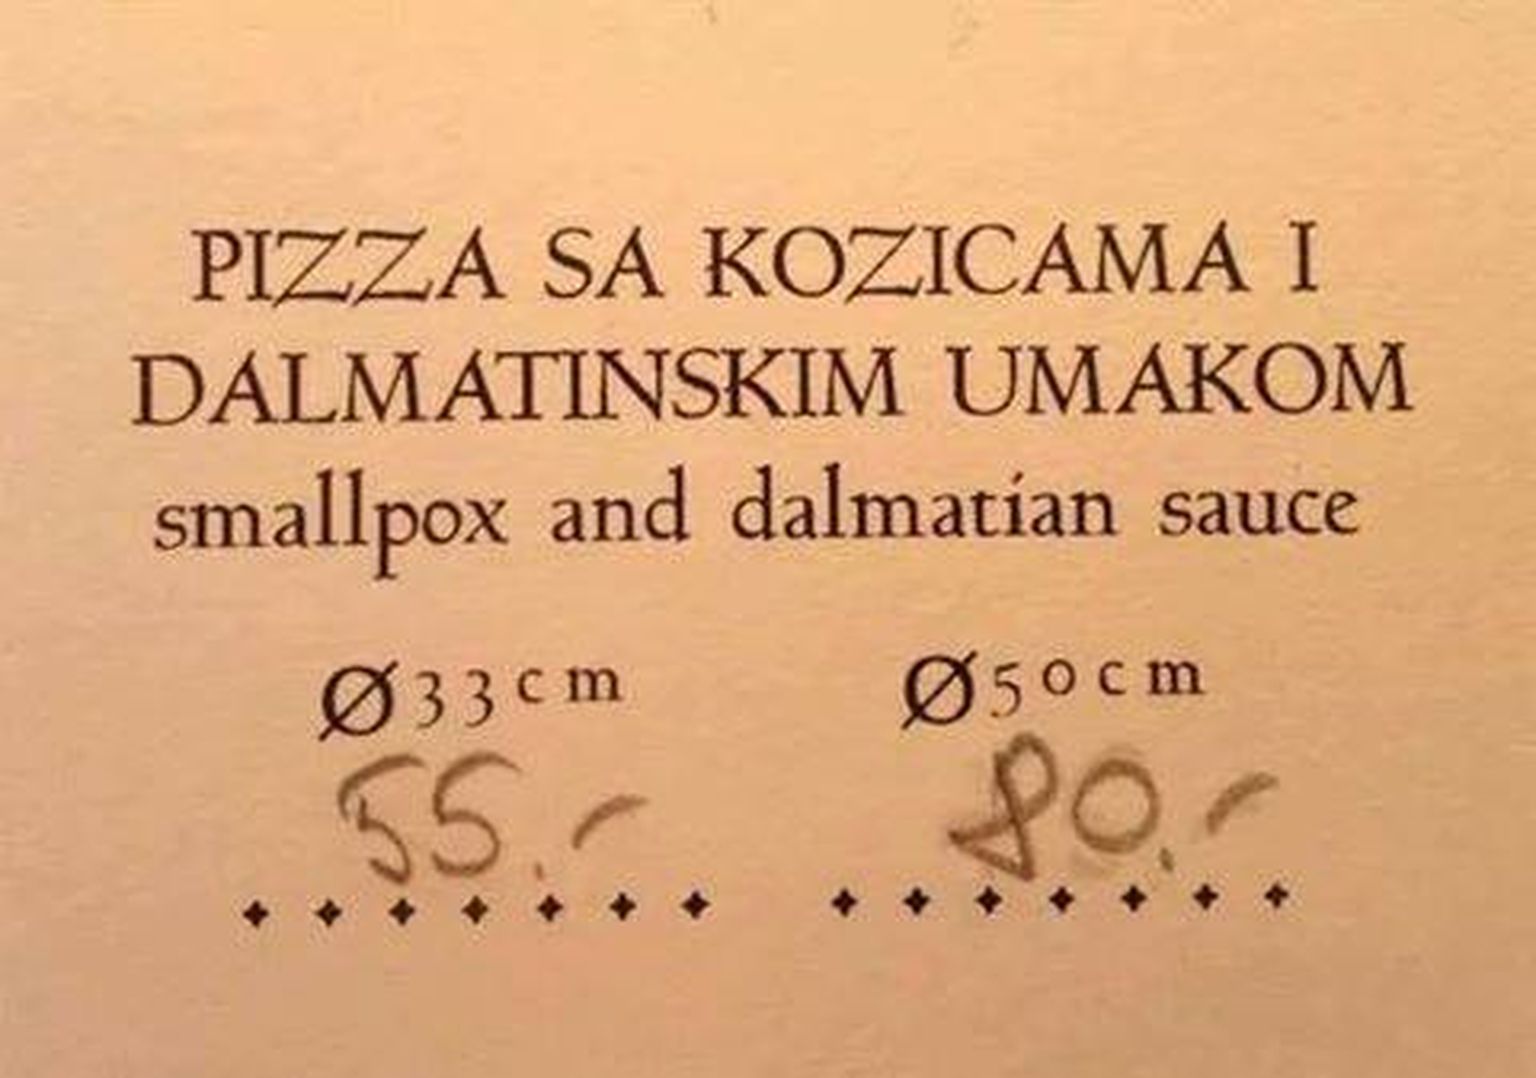 PIZZA SA KOZICAMA I
DALMATINSKIM UMAKOM
smallpox and dalmatian sauce
Ø33cm Ø50cm
55.- 80.-